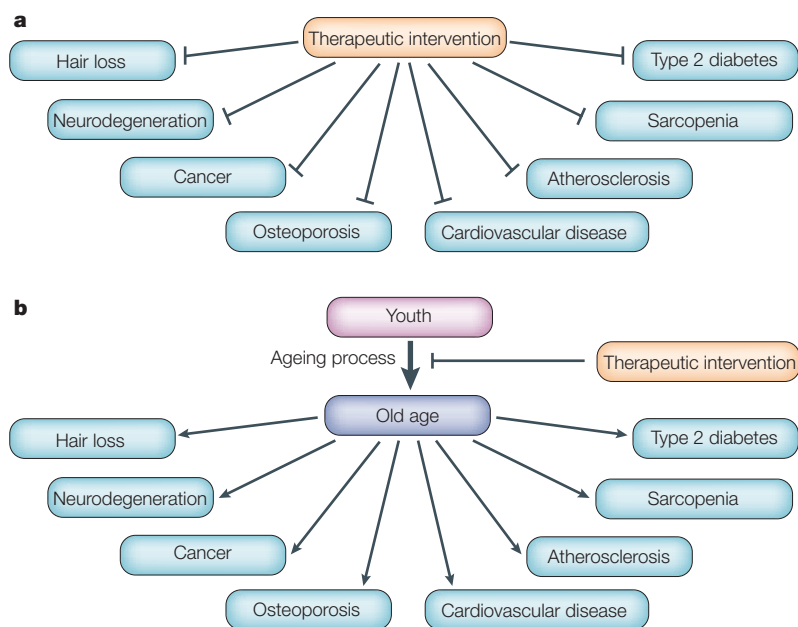 a
Therapeutic intervention
Hair loss
Type 2 diabetes
Neurodegeneration
Sarcopenia
Cancer
Atherosclerosis
Osteoporosis
Cardiovascular disease
b
Youth
Ageing process
Therapeutic intervention
Old age
Hair loss
Type 2 diabetes
Neurodegeneration
Sarcopenia
Cancer
Atherosclerosis
Osteoporosis
Cardiovascular disease